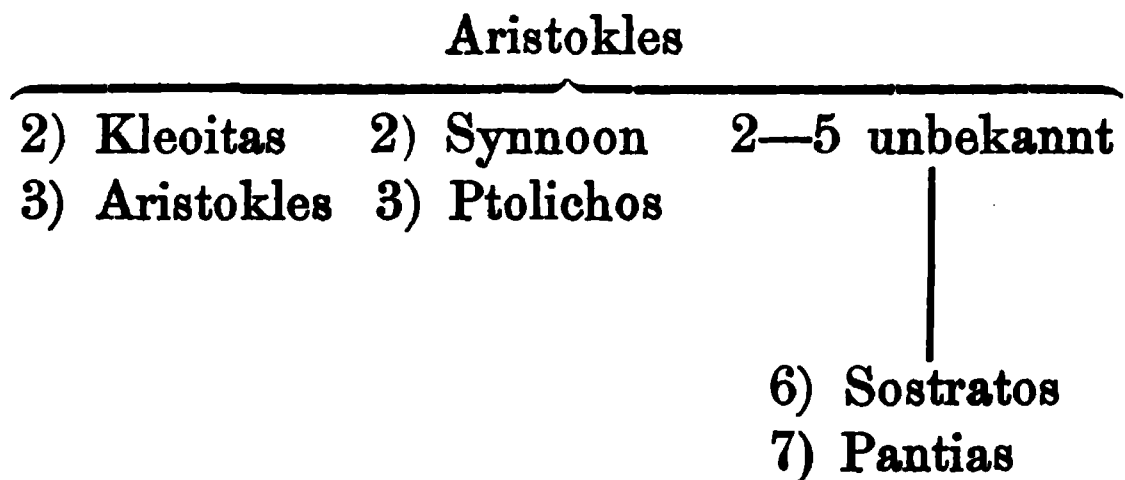 Aristokles
2) Kleoitas 2) Synnoon 2—5 unbekannt
3) Aristokles 3) Ptolichos
6) Sostratos
7) Pantias